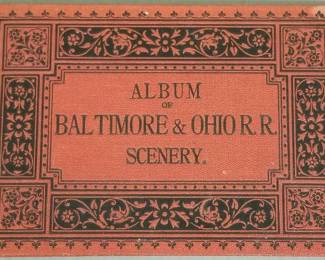 ALBUM
OF
BALTIMORE & OHIO R.R.
SCENERY.